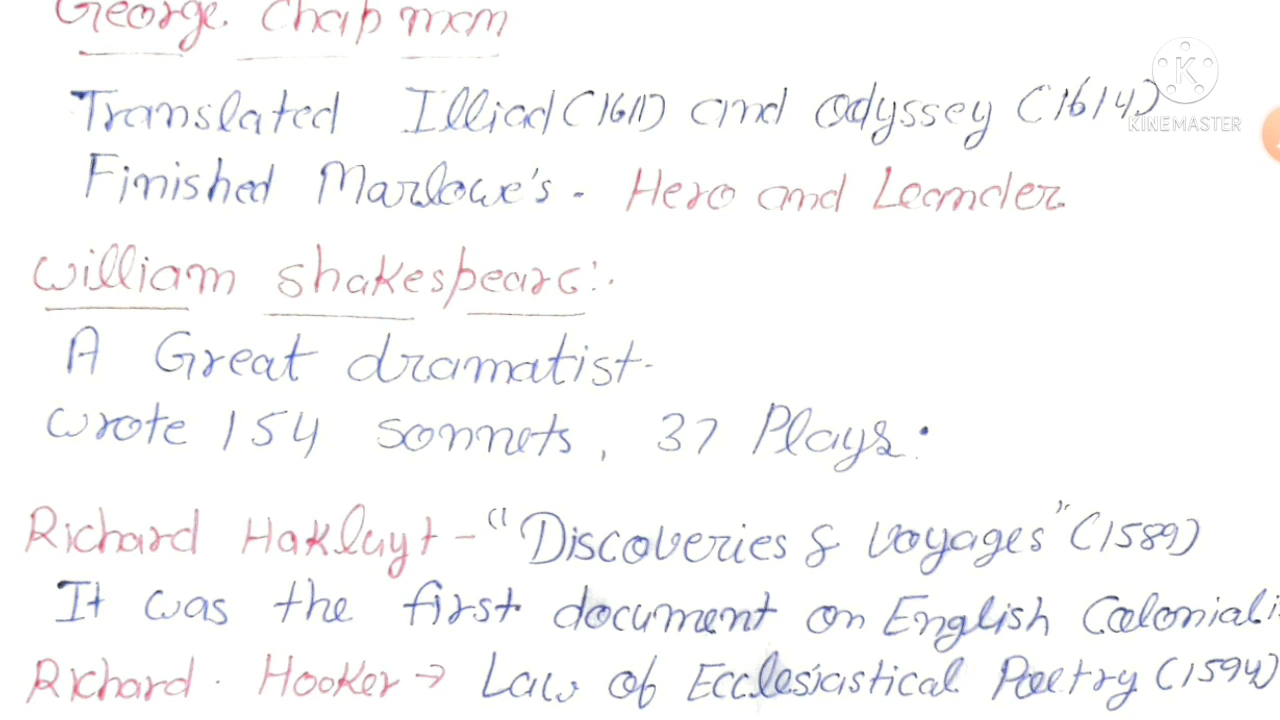 George Chapman
Translated Illiad (1611) and Odyssey (1614)
KINEMASTER
Finished Marlowe's - Hero and Leander
William Shakespeare:-
A Great dramatist.
Wrote 154 sonnets, 37 Plays.
Richard Hakluyt - "Discoveries & Voyages" (1589)
It was the first document on English Coloniali
Richard Hooker → Law of Ecclesiastical Poetry (1594)